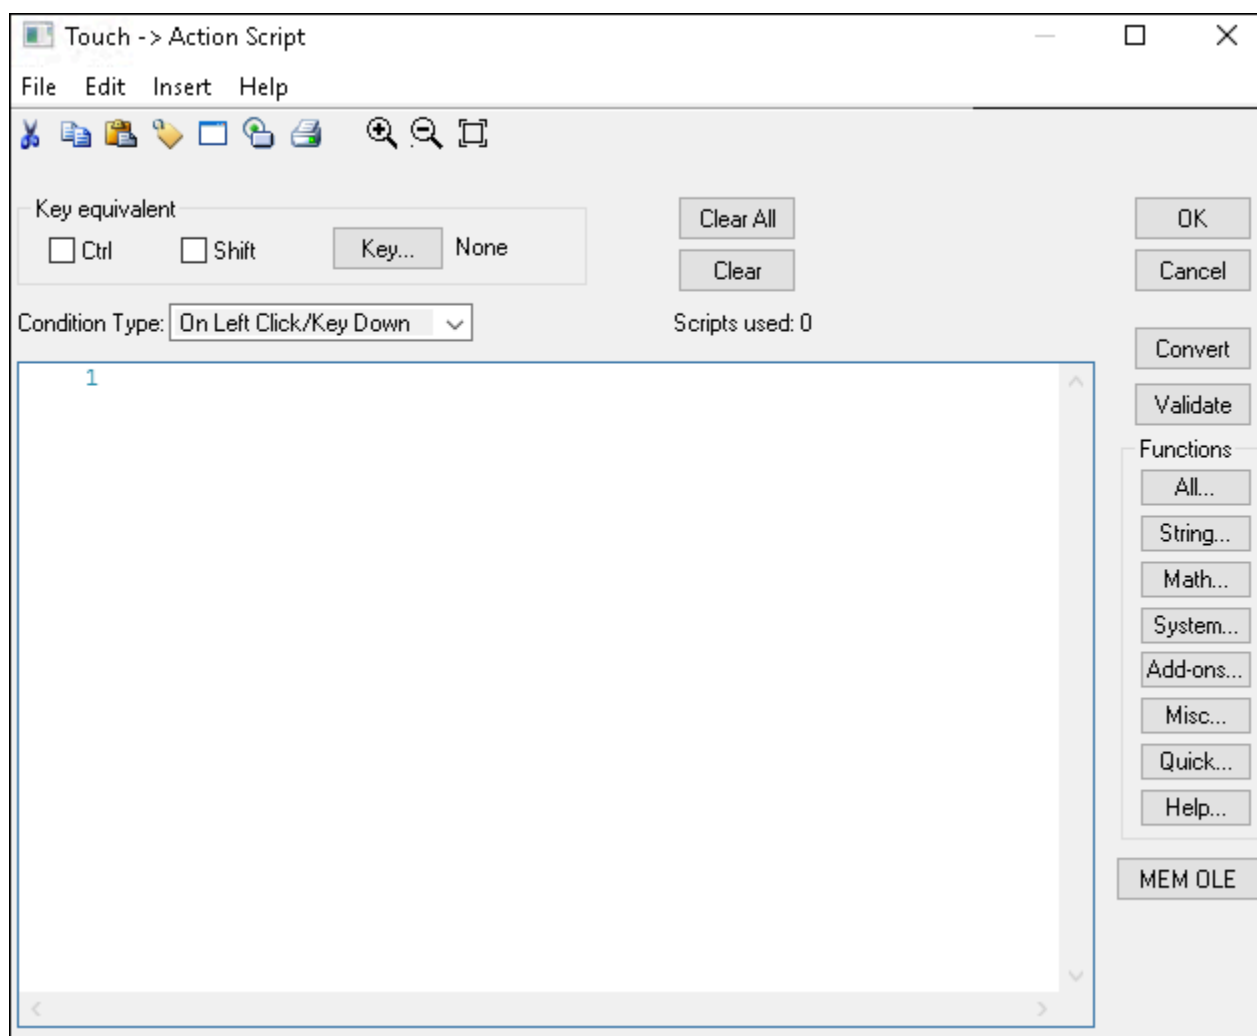 Touch -> Action Script
File Edit Insert Help
Key equivalent
Ctrl Shift Key... None
Clear All
Clear
OK
Cancel
Condition Type: On Left Click/Key Down
Scripts used: 0
Convert
Validate
1
Functions
All...
String...
Math...
System...
Add-ons...
Misc...
Quick...
Help...
MEM OLE